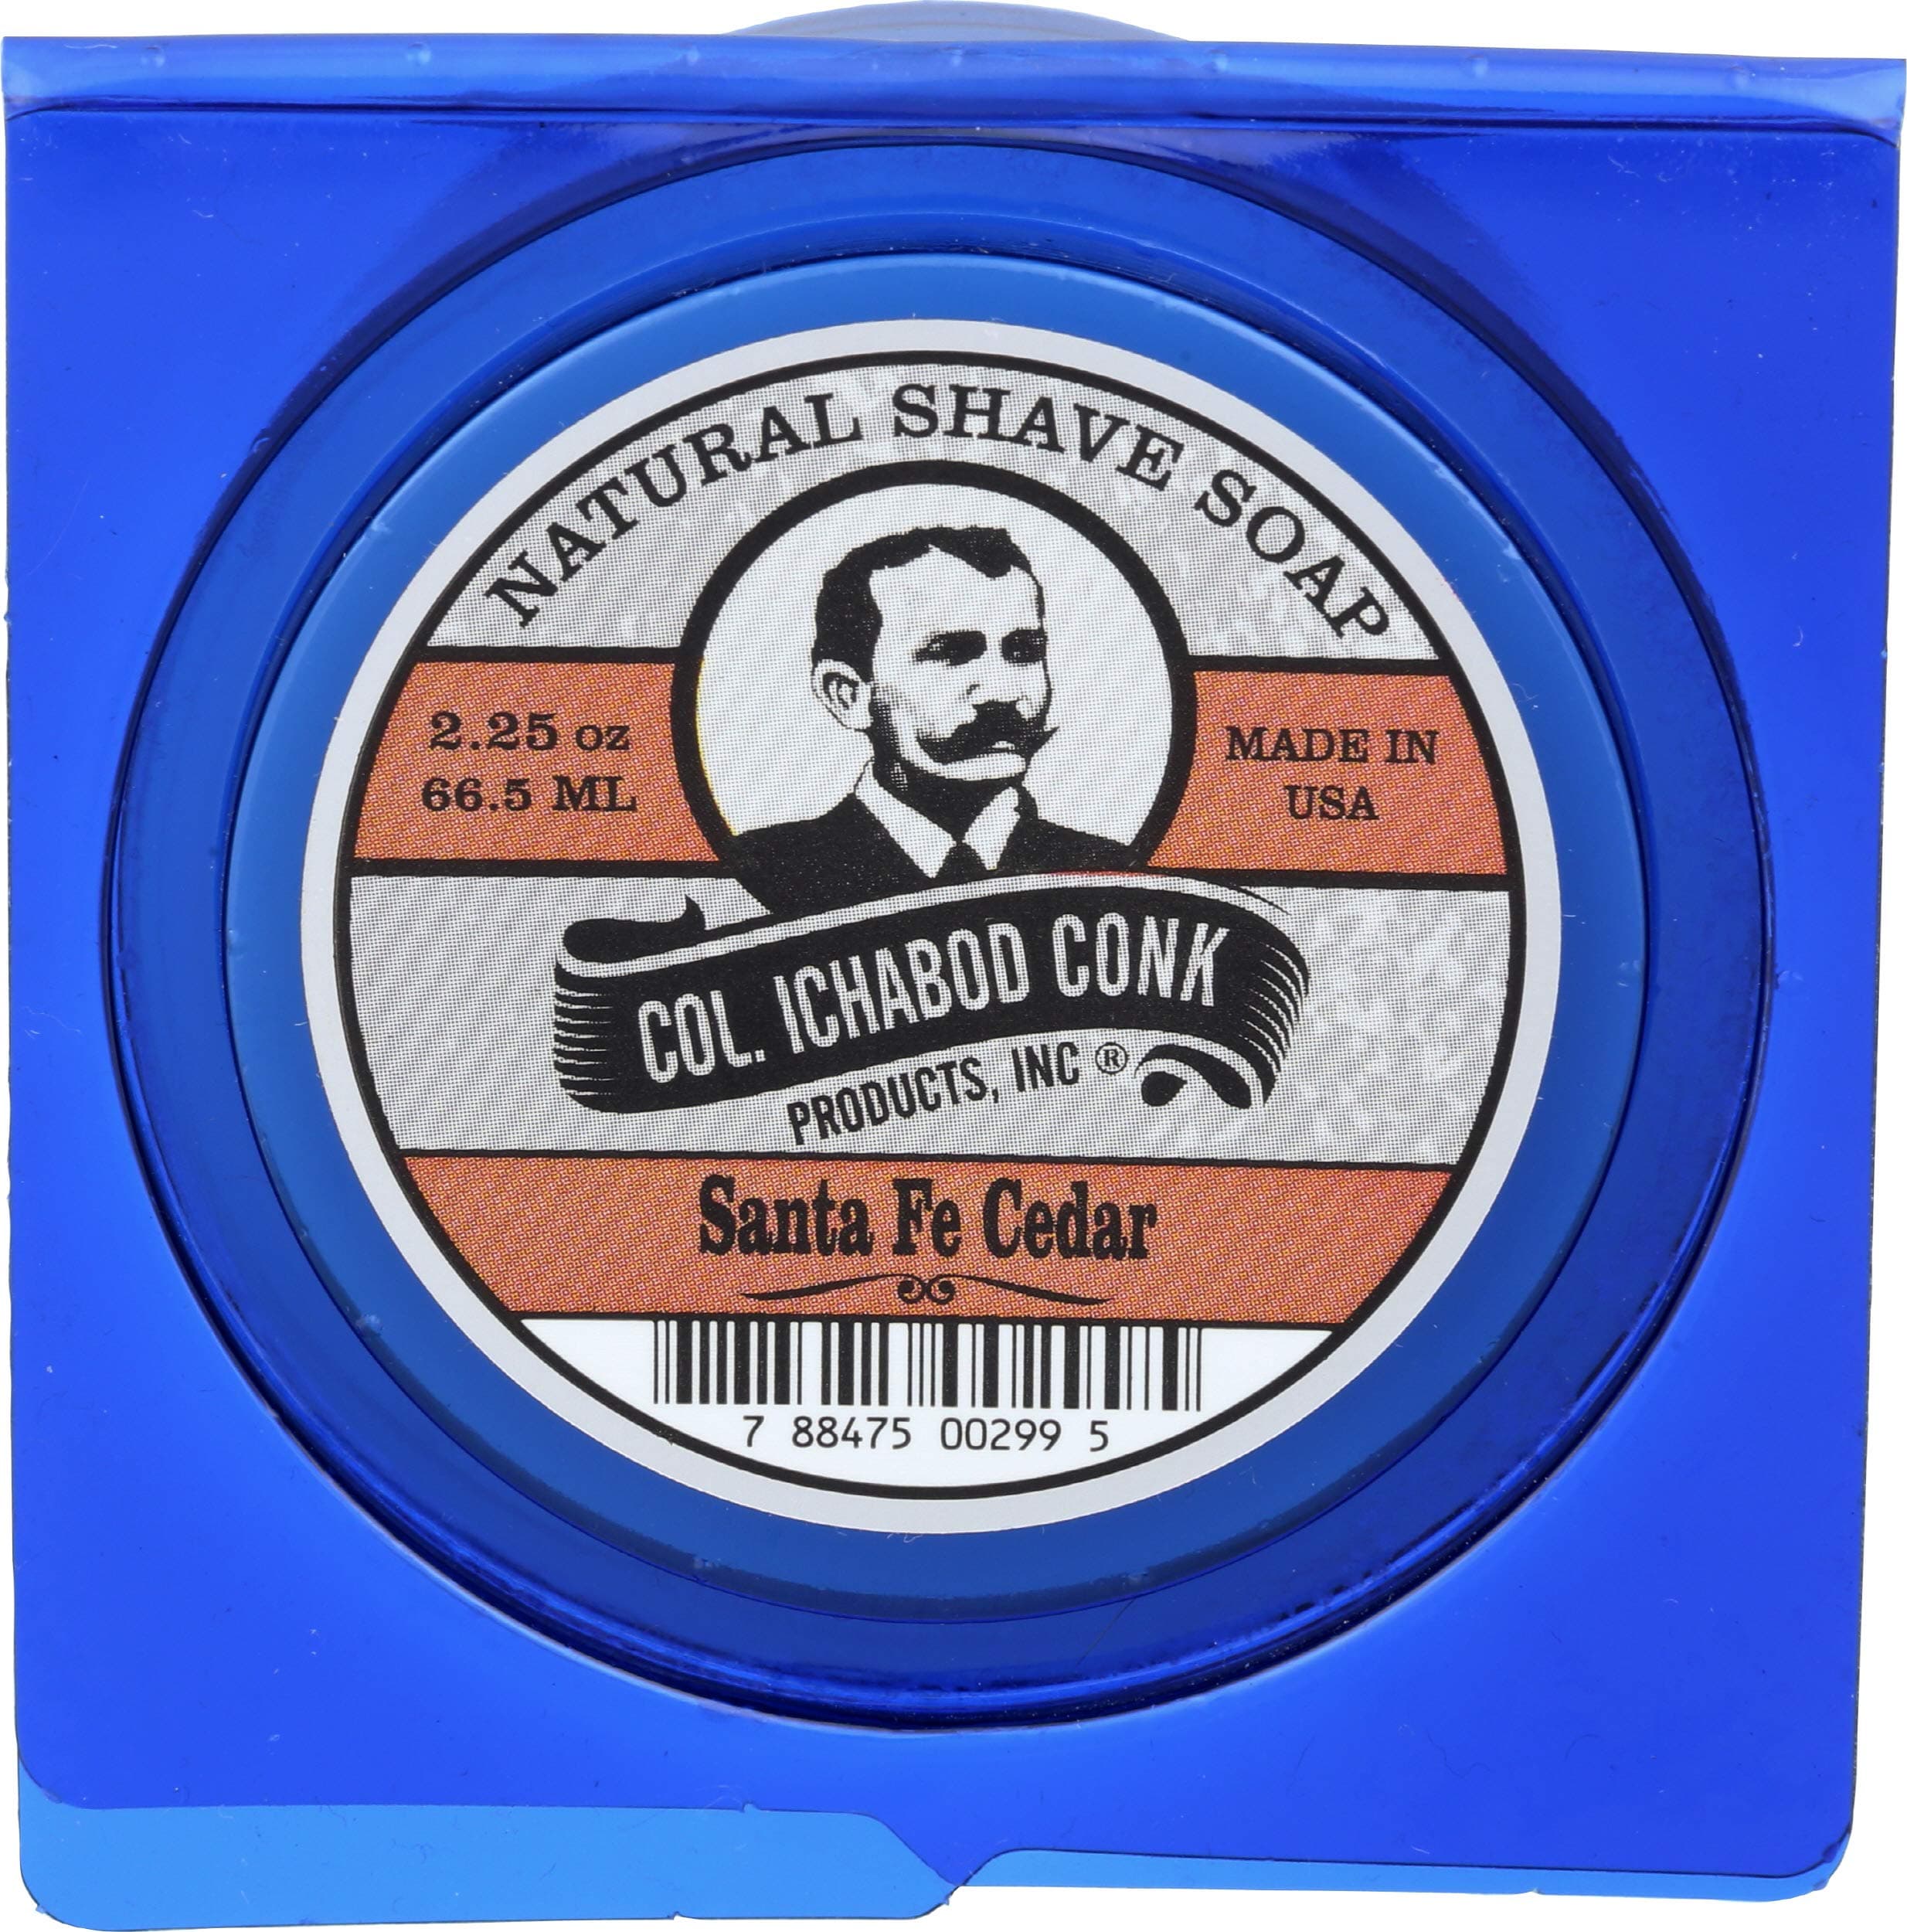 NATURAL SHAVE SOAP
2.25 oz
66.5 ML
MADE IN
USA
COL. ICHABOD CONK
PRODUCTS, INC ®
Santa Fe Cedar
7 88475 00299 5